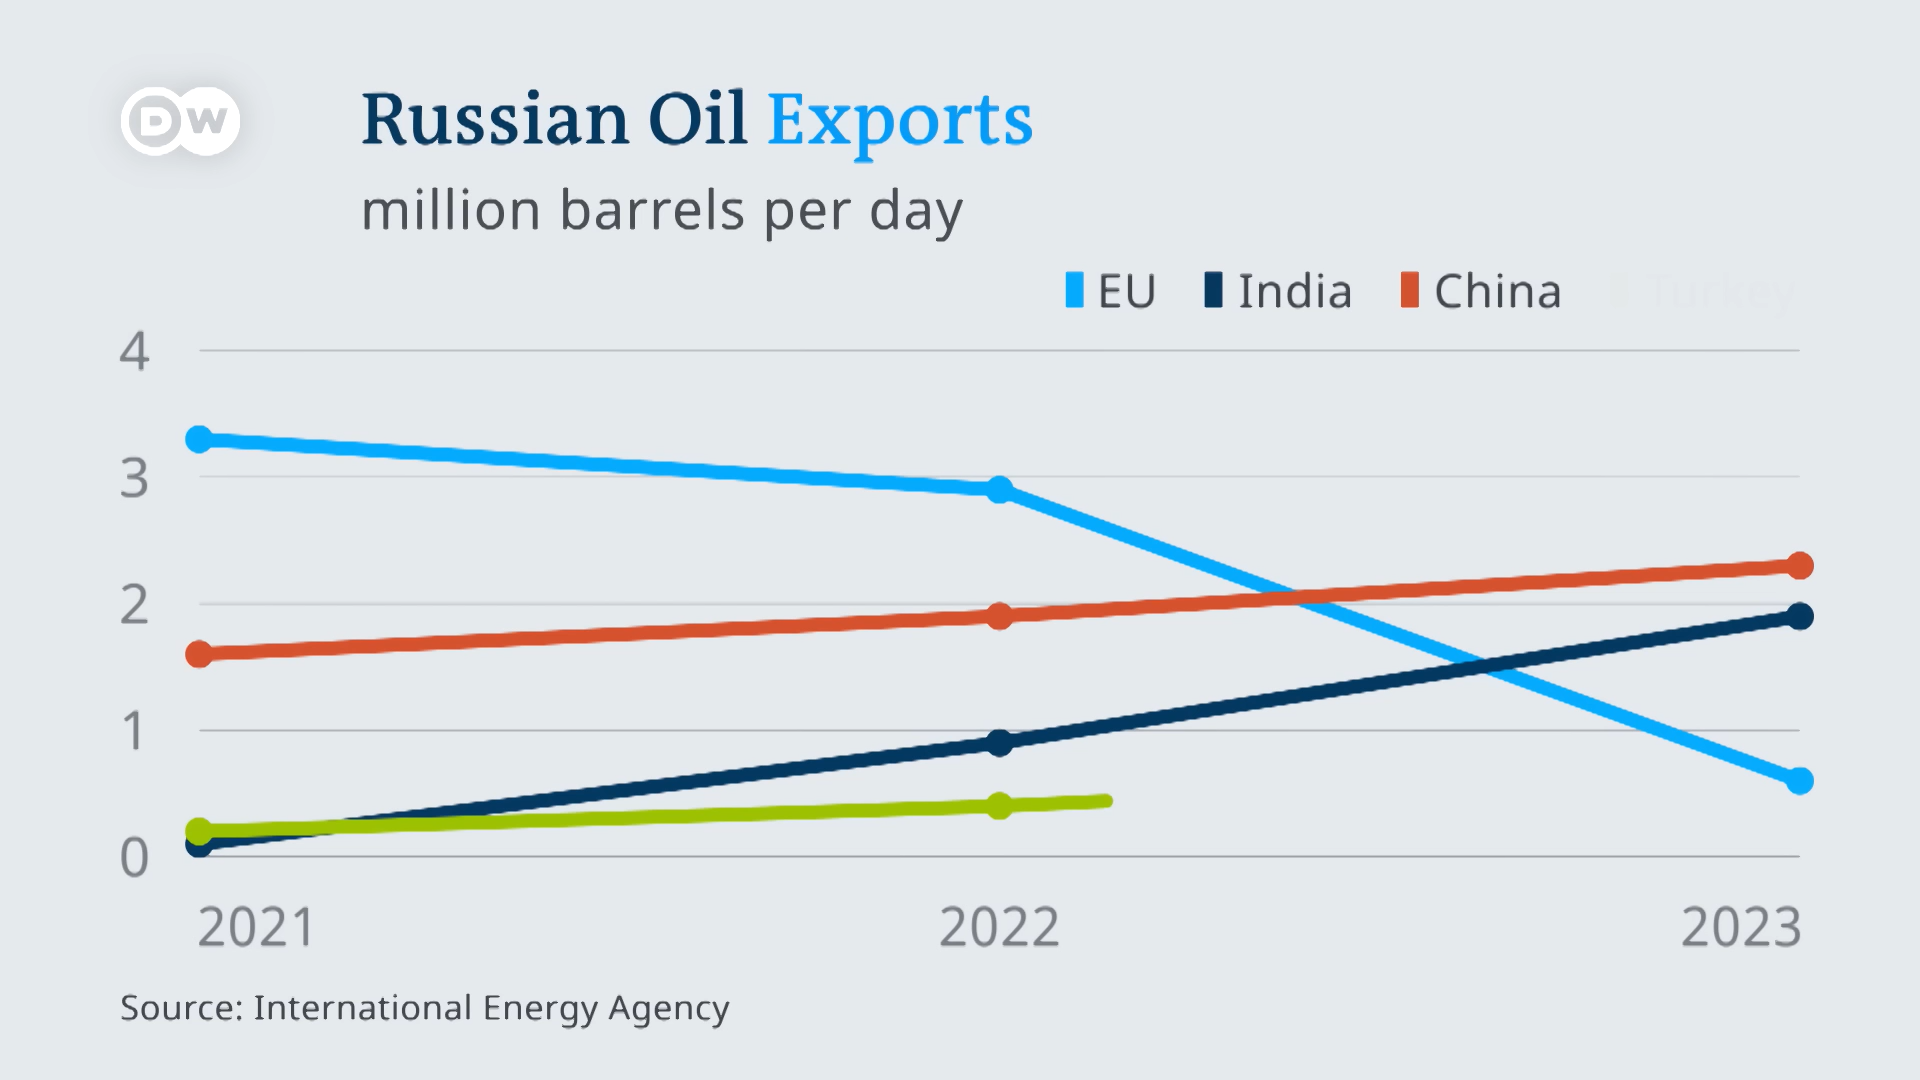 DW
Russian Oil Exports
million barrels per day
EU India China Turkey
4
3
2
1
0
2021 2022 2023
Source: International Energy Agency